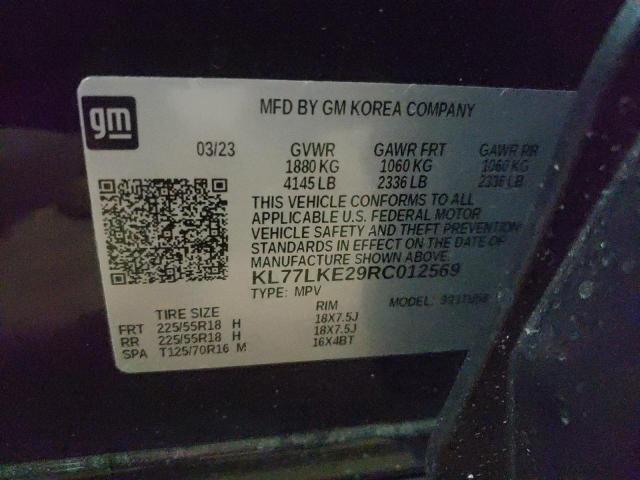 gm
MFD BY GM KOREA COMPANY
03/23 GVWR GAWR FRT GAWR RR
1880 KG 1060 KG 1060 KG
4145 LB 2336 LB 2336 LB
THIS VEHICLE CONFORMS TO ALL
APPLICABLE U.S. FEDERAL MOTOR
VEHICLE SAFETY AND THEFT PREVENTION
STANDARDS IN EFFECT ON THE DATE OF
MANUFACTURE SHOWN ABOVE.
KL77LKE29RC012569
TYPE: MPV MODEL:
TIRE SIZE RIM
FRT 225/55R18 H 18X7.5J
RR 225/55R18 H 18X7.5J
SPA T125/70R16 M 16X4BT